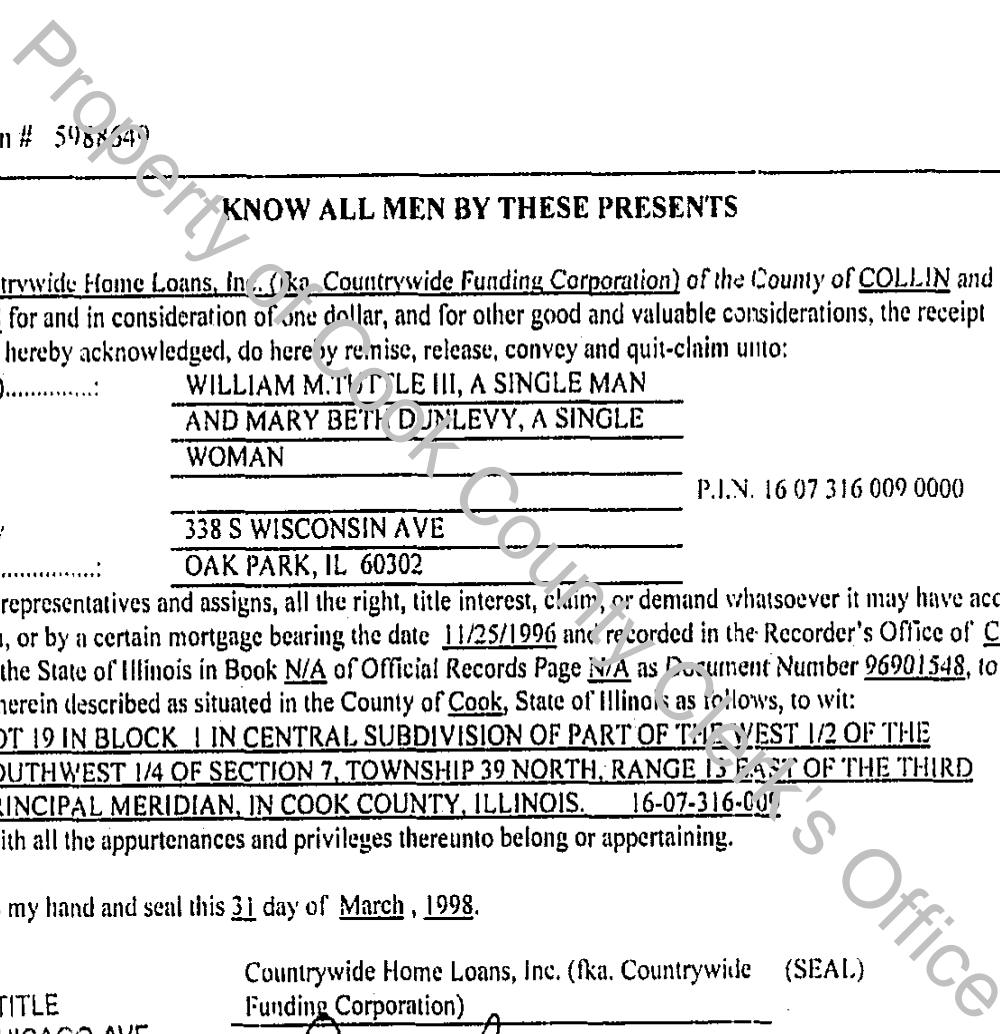 n # 5988649
KNOW ALL MEN BY THESE PRESENTS
trywide Home Loans, Inc. (fka. Countrywide Funding Corporation) of the County of COLLIN and
for and in consideration of one dollar, and for other good and valuable considerations, the receipt
hereby acknowledged, do hereby remise, release, convey and quit-claim unto:
)..............: WILLIAM M.TUTTLE III, A SINGLE MAN
AND MARY BETH DUNLEVY, A SINGLE
WOMAN
P.I.N. 16 07 316 009 0000
338 S WISCONSIN AVE
................: OAK PARK, IL 60302
representatives and assigns, all the right, title interest, claim, or demand whatsoever it may have acc
, or by a certain mortgage bearing the date 11/25/1996 and recorded in the Recorder's Office of C
the State of Illinois in Book N/A of Official Records Page N/A as Document Number 96901548, to
herein described as situated in the County of Cook, State of Illinois as follows, to wit:
OT 19 IN BLOCK 1 IN CENTRAL SUBDIVISION OF PART OF THE WEST 1/2 OF THE
OUTHWEST 1/4 OF SECTION 7, TOWNSHIP 39 NORTH, RANGE 13 EAST OF THE THIRD
RINCIPAL MERIDIAN, IN COOK COUNTY, ILLINOIS. 16-07-316-009
ith all the appurtenances and privileges thereunto belong or appertaining.
my hand and seal this 31 day of March , 1998.
Countrywide Home Loans, Inc. (fka. Countrywide (SEAL)
Funding Corporation)
TITLE
HICAGO AVE
Property of Cook County Clerk's Office